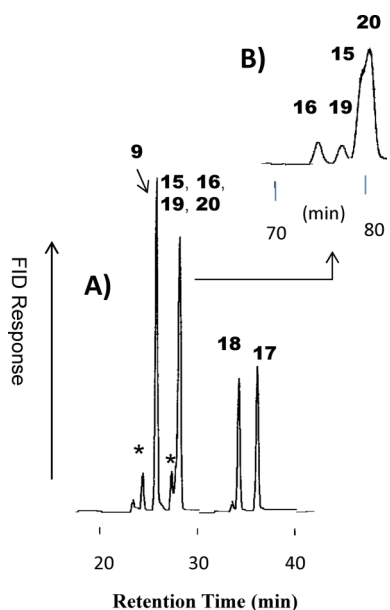 20
B)
15
16 19
9
15, 16,
19, 20
(min)
70 80
A)
FID Response
18 17
* *
20 30 40
Retention Time (min)